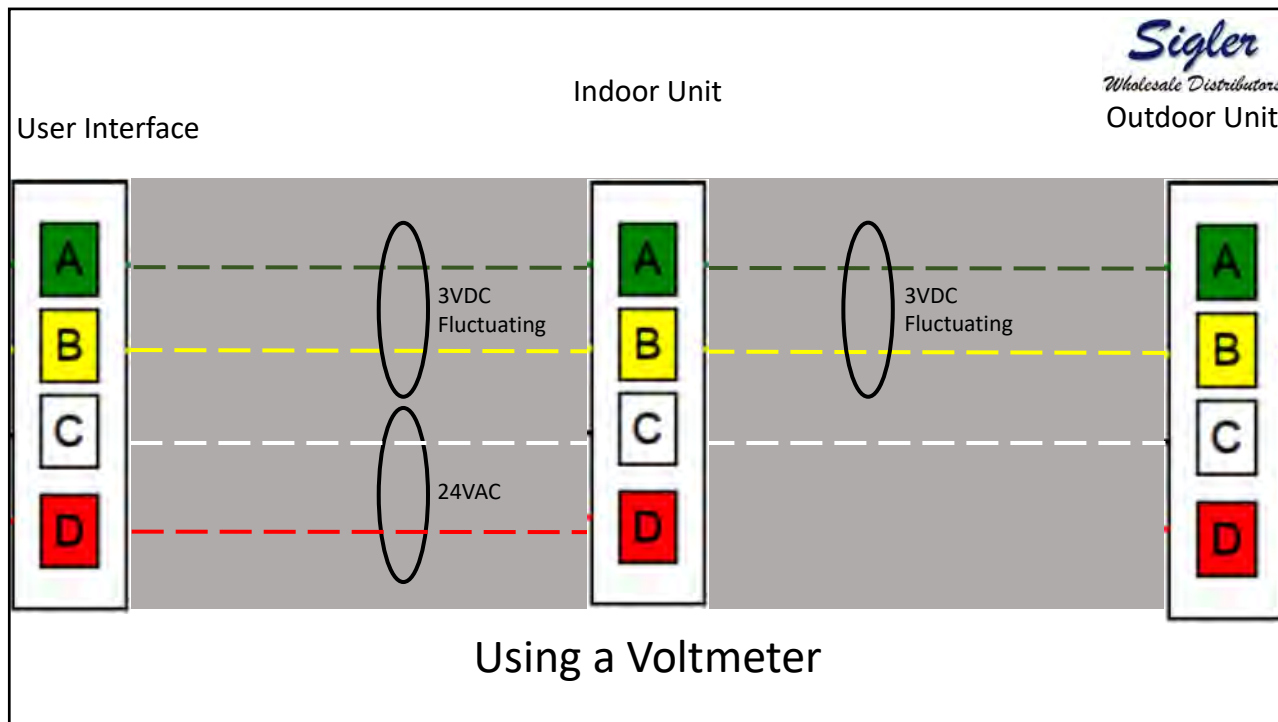 Sigler
Wholesale Distributors
Indoor Unit
User Interface
Outdoor Unit
A
A
A
3VDC
Fluctuating
3VDC
Fluctuating
B
B
B
C
C
C
24VAC
D
D
D
Using a Voltmeter